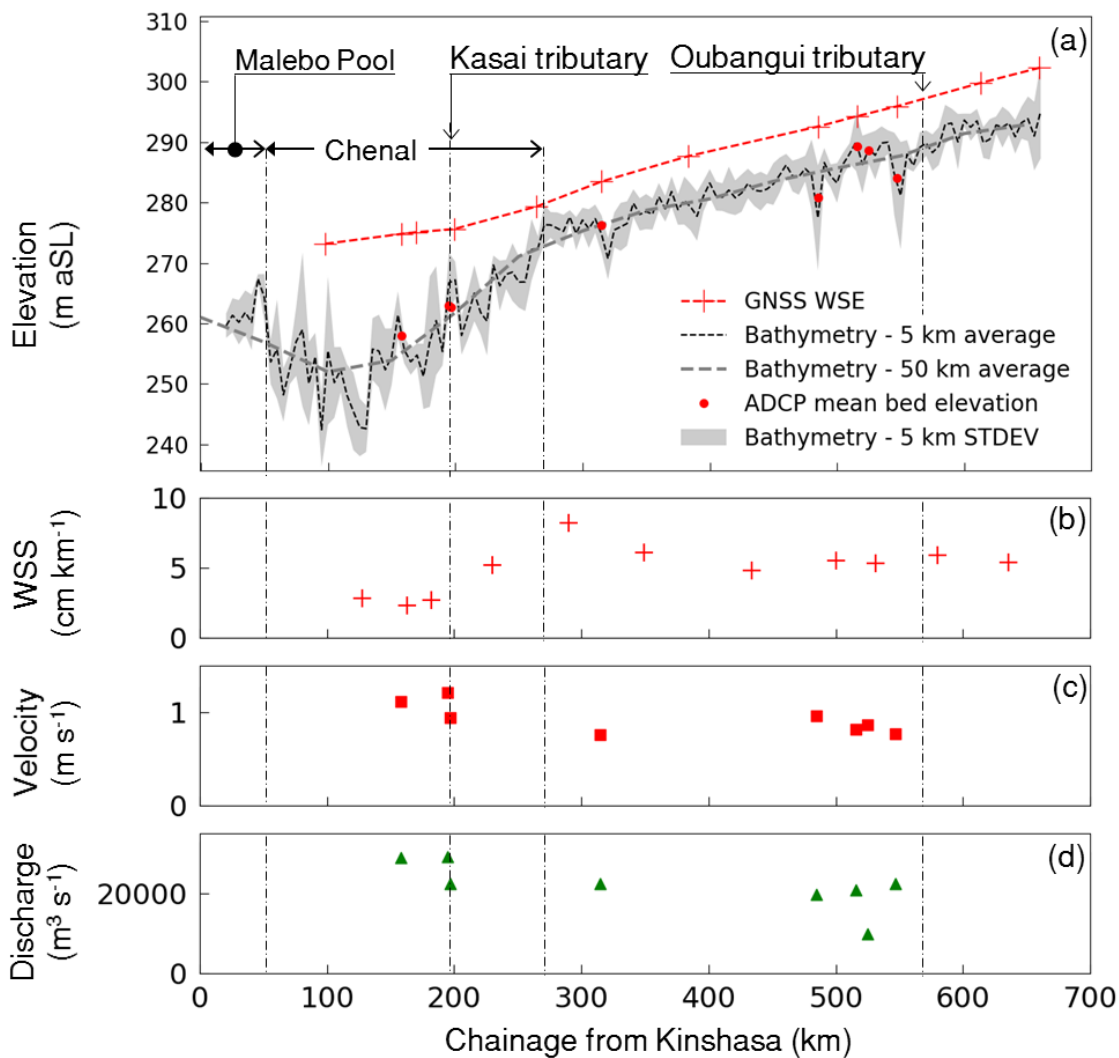 310
(a)
Malebo Pool
Kasai tributary
Oubangui tributary
300
290
Chenal
280
270
260
250
240
Elevation
(m aSL)
GNSS WSE
Bathymetry - 5 km average
Bathymetry - 50 km average
ADCP mean bed elevation
Bathymetry - 5 km STDEV
10
(b)
5
0
WSS
(cm km⁻¹)
(c)
1
0
Velocity
(m s⁻¹)
(d)
20000
0
Discharge
(m³ s⁻¹)
0 100 200 300 400 500 600 700
Chainage from Kinshasa (km)